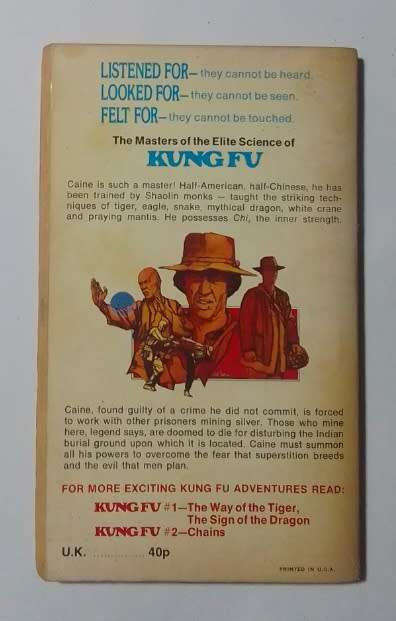 LISTENED FOR—they cannot be heard.
LOOKED FOR—they cannot be seen.
FELT FOR—they cannot be touched.
The Masters of the Elite Science of
KUNG FU
Caine is such a master! Half-American, half-Chinese, he has
been trained by Shaolin monks — taught the striking tech-
niques of tiger, eagle, snake, mythical dragon, white crane
and praying mantis. He possesses Chi, the inner strength.
Caine, found guilty of a crime he did not commit, is forced
to work with other prisoners mining silver. Those who mine
here, legend says, are doomed to die for disturbing the Indian
burial ground upon which it is located. Caine must summon
all his powers to overcome the fear that superstition breeds
and the evil that men plan.
FOR MORE EXCITING KUNG FU ADVENTURES READ:
KUNG FU #1—The Way of the Tiger,
The Sign of the Dragon
KUNG FU #2—Chains
U.K. ............... 40p
PRINTED IN U.S.A.